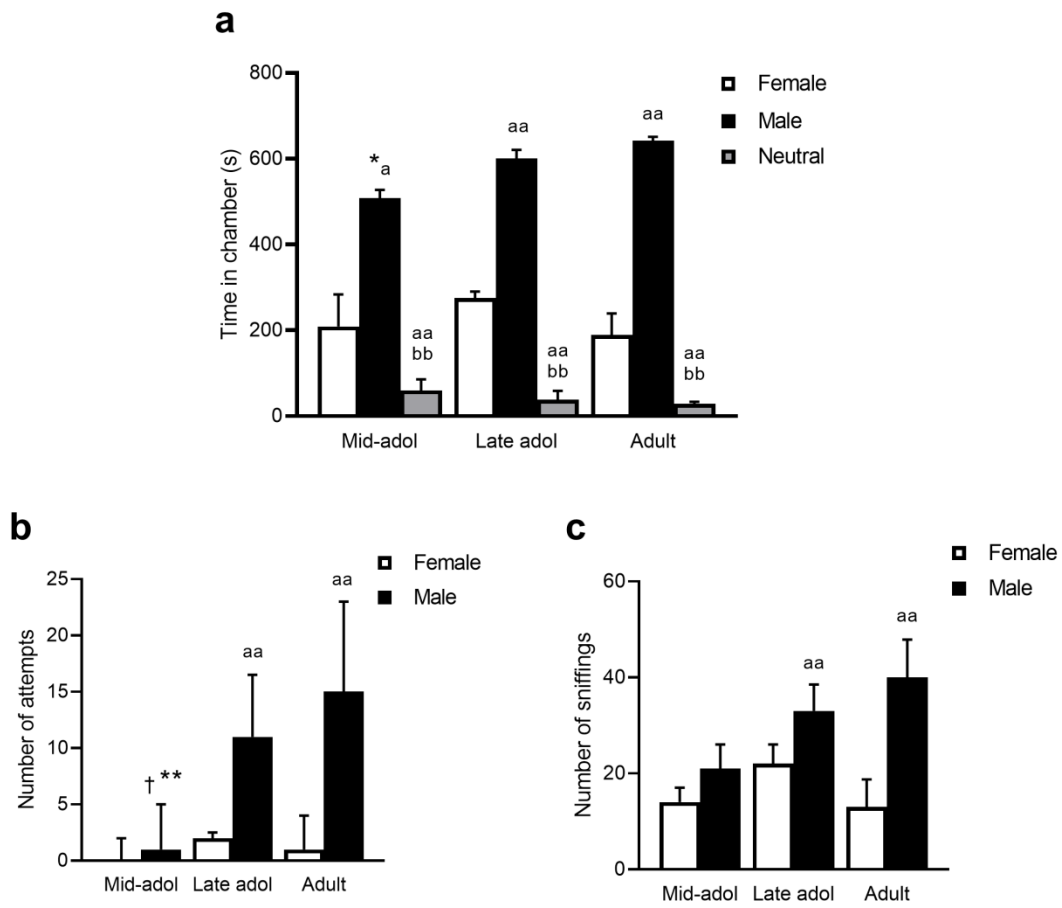 a
800
600
400
200
0
Time in chamber (s)
Female
Male
Neutral
* a
aa
bb
aa
aa
bb
aa
aa
bb
Mid-adol Late adol Adult
b
25
20
15
10
5
0
Number of attempts
Female
Male
† **
aa
aa
Mid-adol Late adol Adult
c
60
40
20
0
Number of sniffings
Female
Male
aa
aa
Mid-adol Late adol Adult